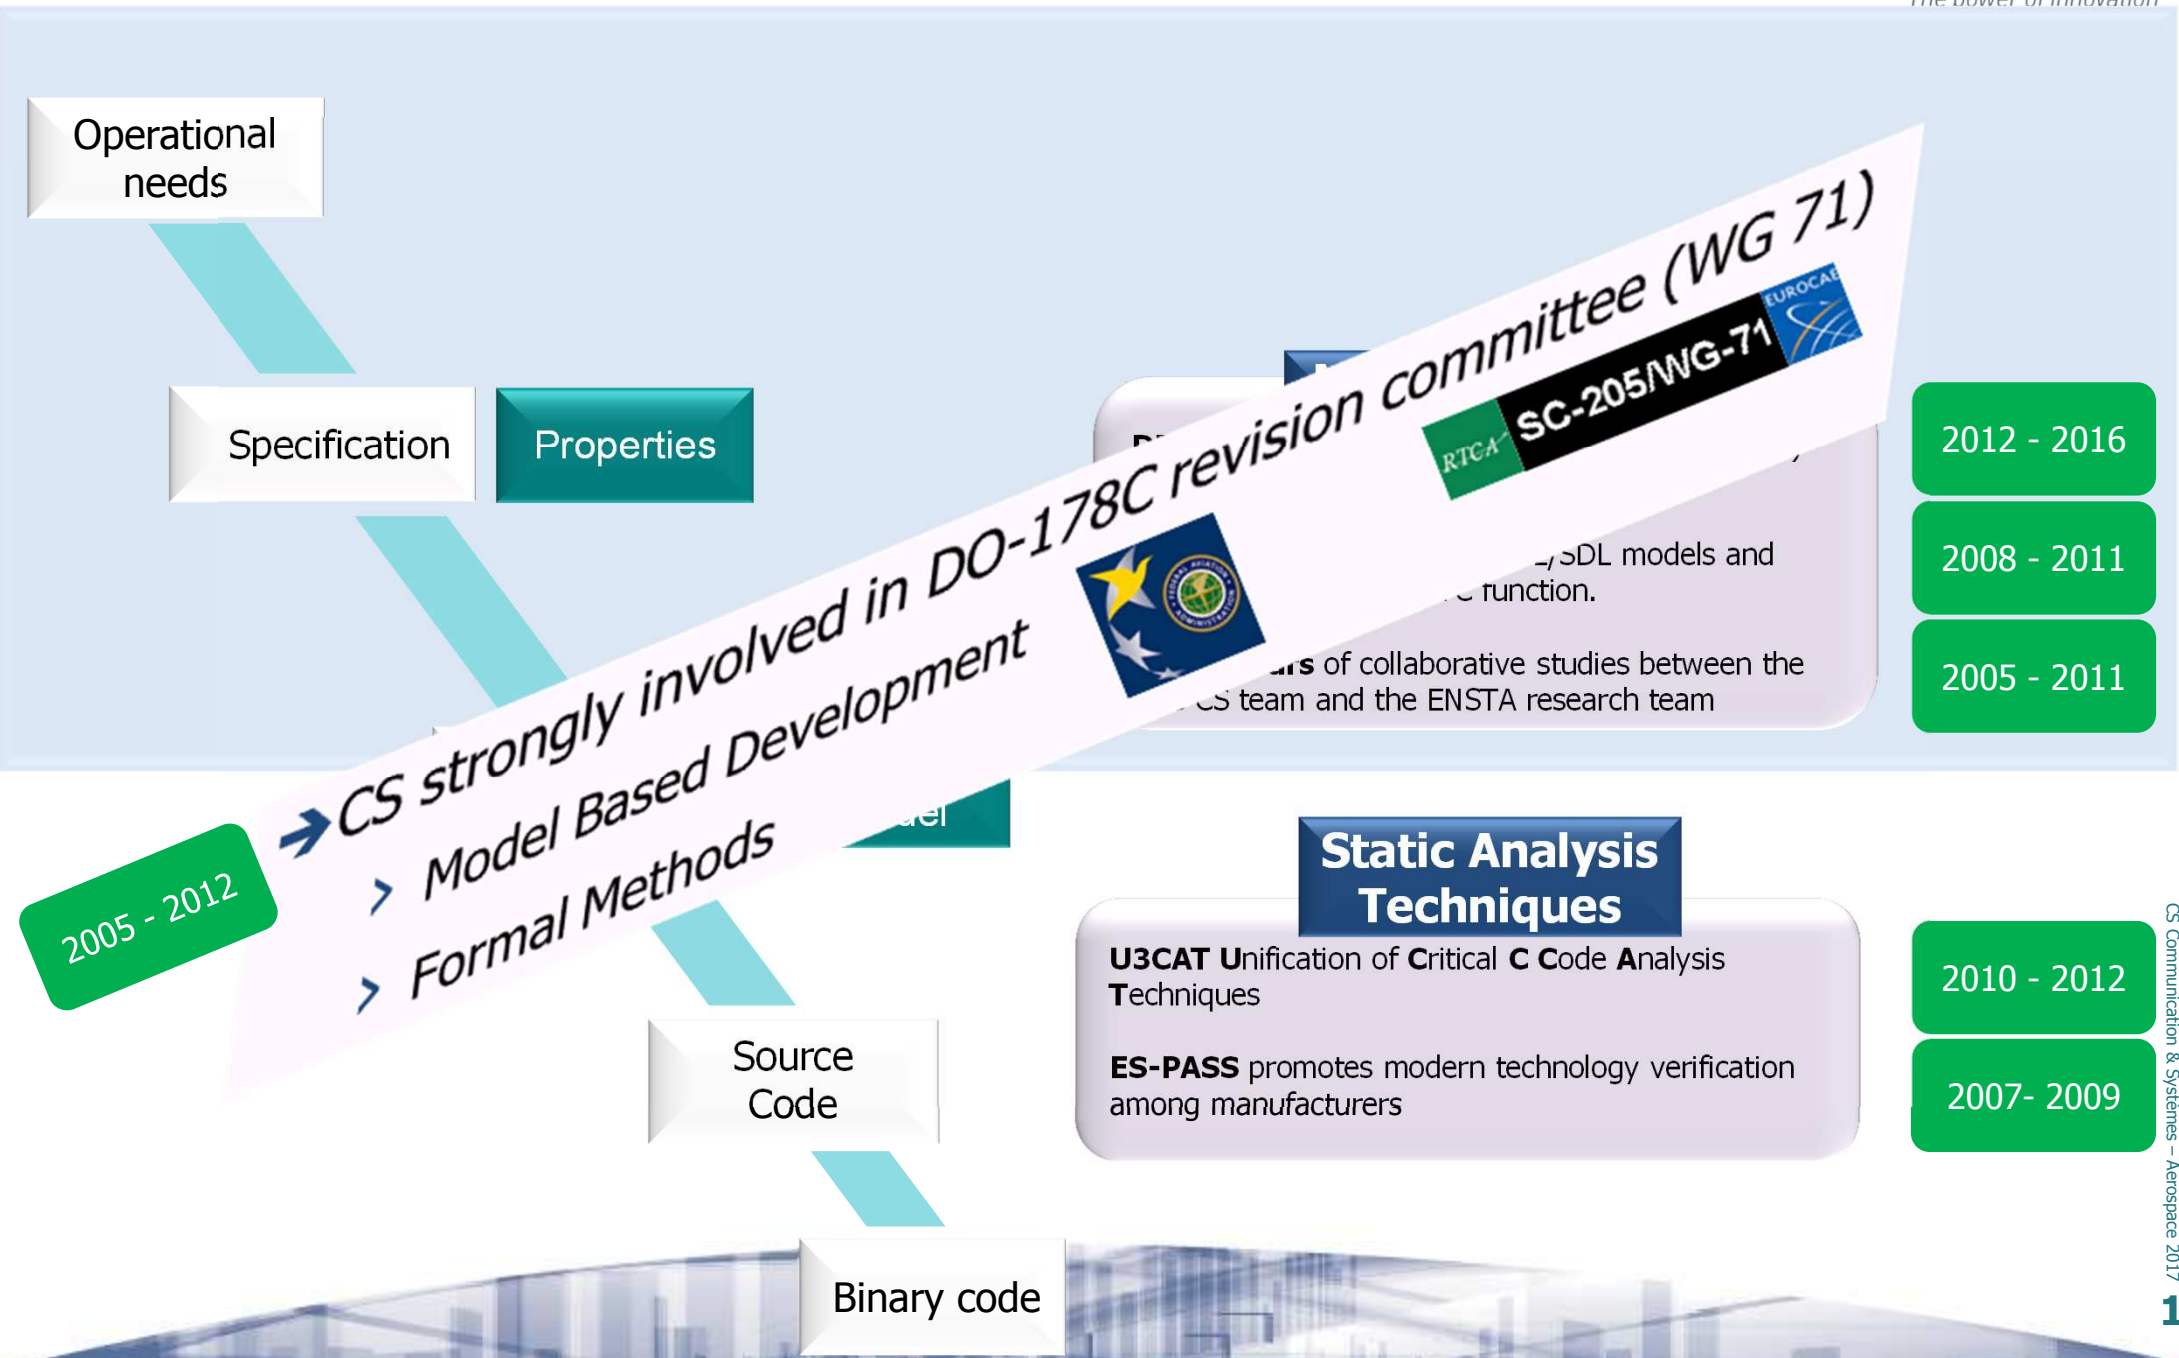 Operational
needs
Specification
Properties
➔CS strongly involved in DO-178C revision committee (WG 71)
> Model Based Development
> Formal Methods
2005 - 2012
RTCA SC-205/WG-71 EUROCAE
FEDERAL AVIATION
ADMINISTRATION
/SDL models and
function.
of collaborative studies between the
CS team and the ENSTA research team
2012 - 2016
2008 - 2011
2005 - 2011
Static Analysis
Techniques
U3CAT Unification of Critical C Code Analysis
Techniques
ES-PASS promotes modern technology verification
among manufacturers
2010 - 2012
2007- 2009
Source
Code
Binary code
CS Communication & Systèmes – Aerospace 2017
1